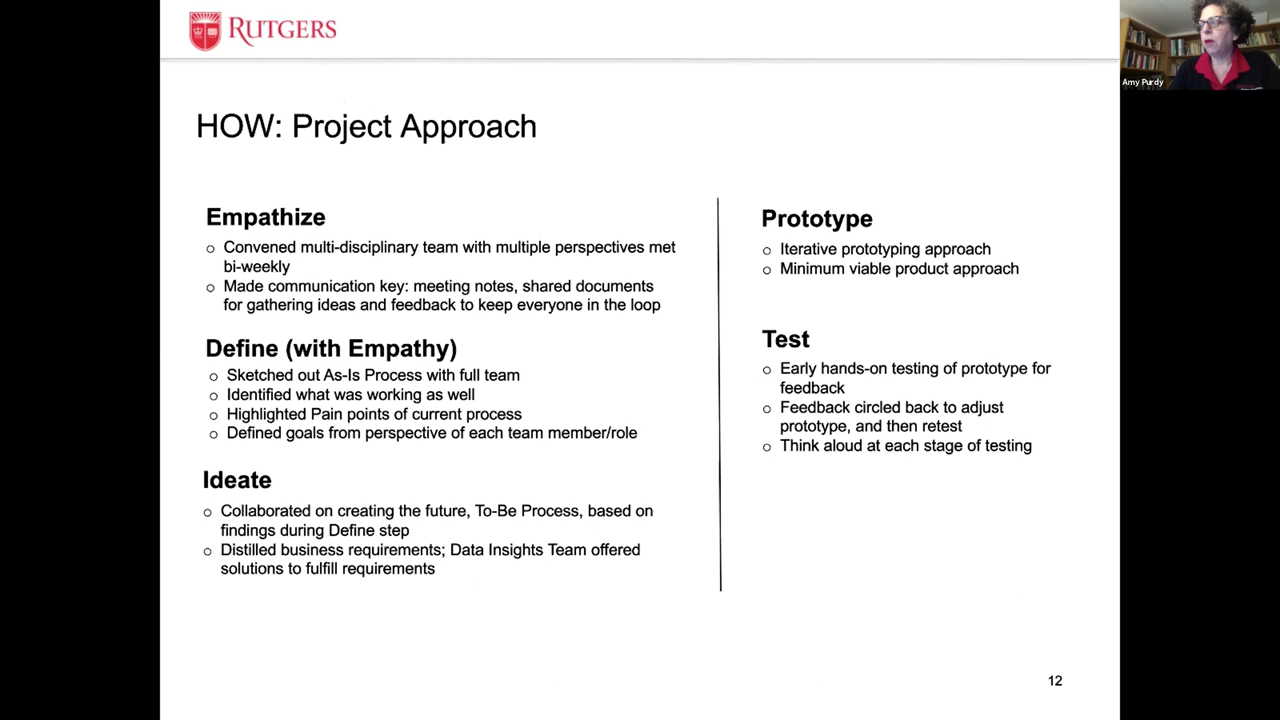 RUTGERS
Amy Purdy
HOW: Project Approach
Empathize
o Convened multi-disciplinary team with multiple perspectives met
bi-weekly
o Made communication key: meeting notes, shared documents
for gathering ideas and feedback to keep everyone in the loop
Define (with Empathy)
o Sketched out As-Is Process with full team
o Identified what was working as well
o Highlighted Pain points of current process
o Defined goals from perspective of each team member/role
Ideate
o Collaborated on creating the future, To-Be Process, based on
findings during Define step
o Distilled business requirements; Data Insights Team offered
solutions to fulfill requirements
Prototype
o Iterative prototyping approach
o Minimum viable product approach
Test
o Early hands-on testing of prototype for
feedback
o Feedback circled back to adjust
prototype, and then retest
o Think aloud at each stage of testing
12